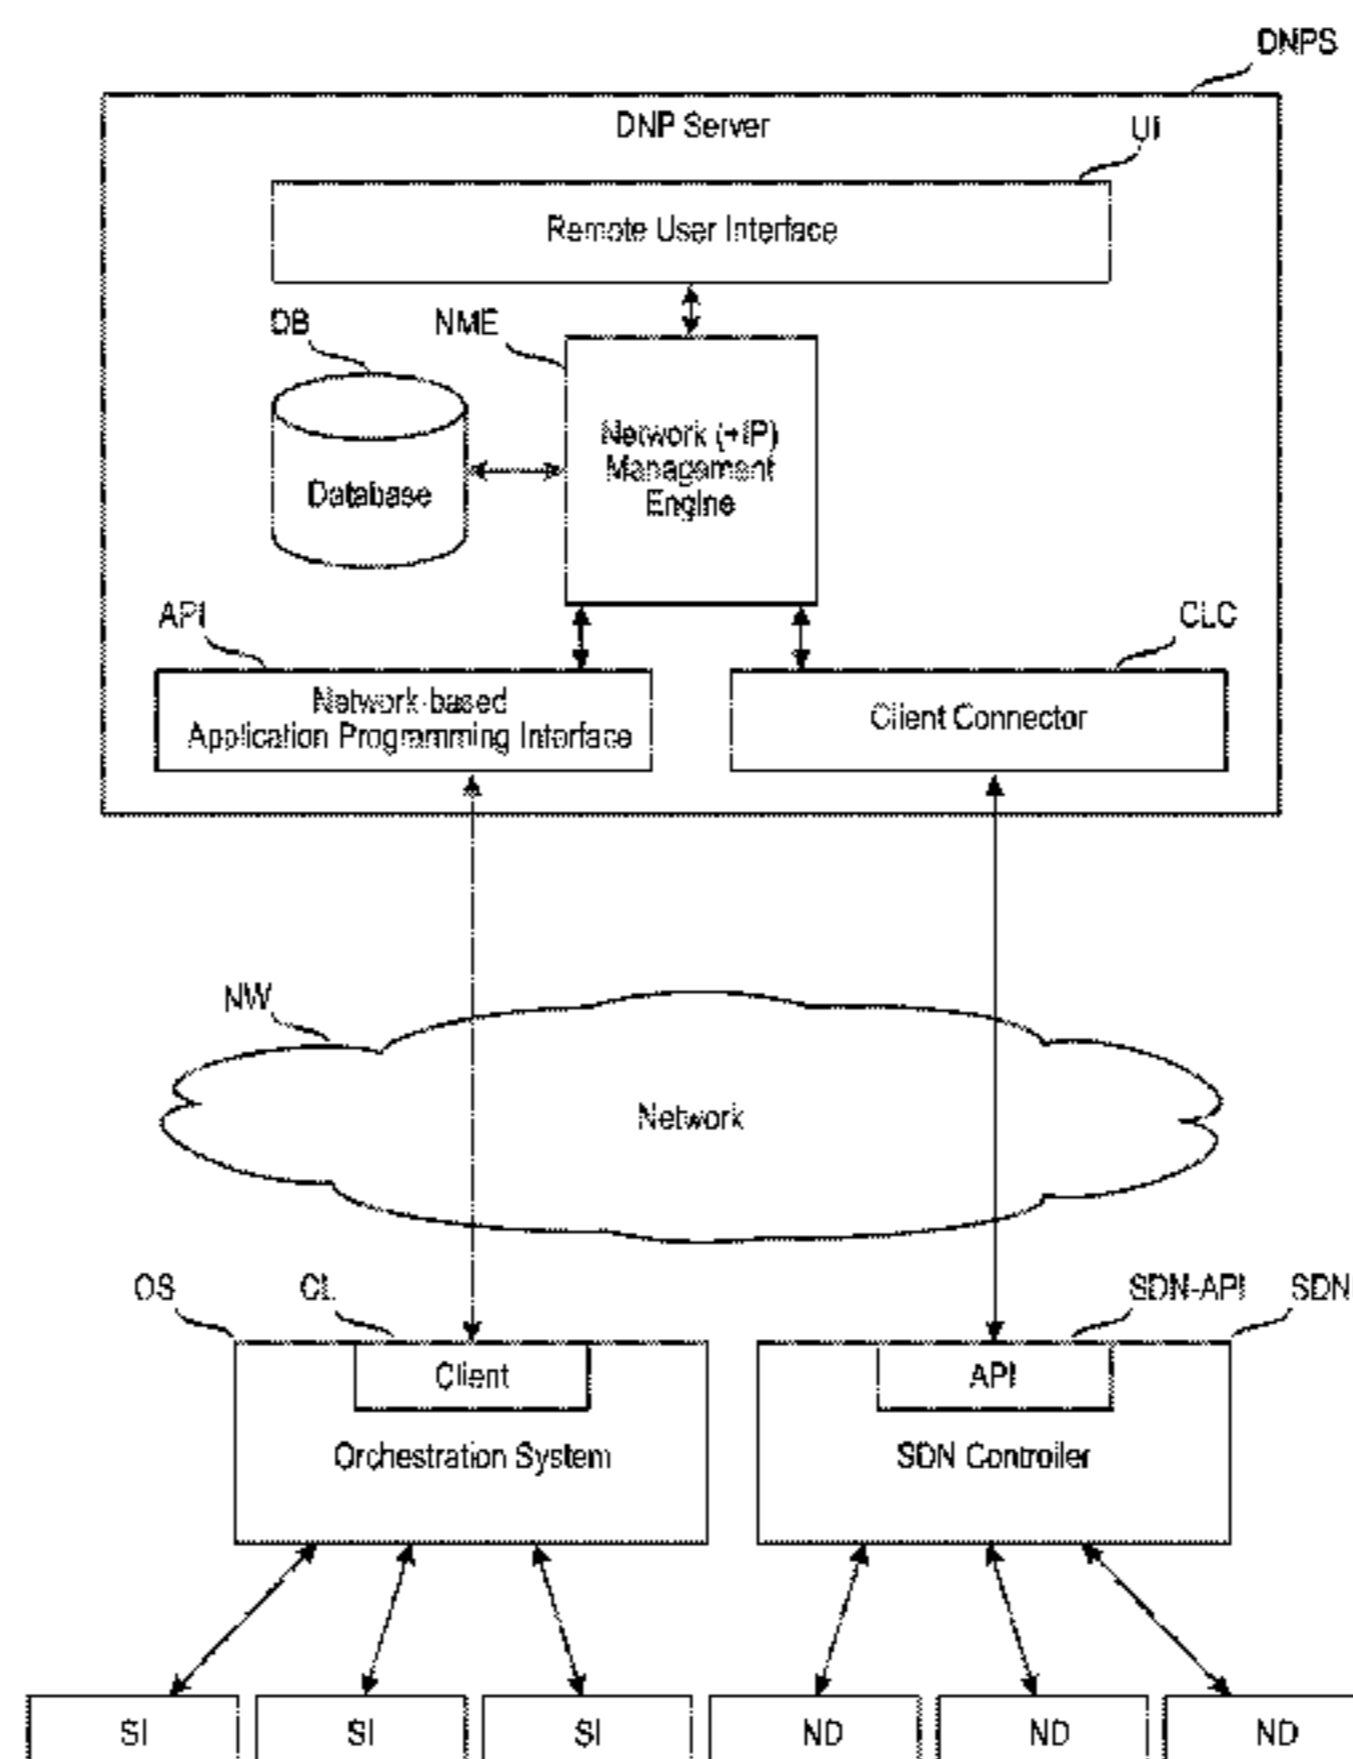 DNPS
DNP Server
UI
Remote User Interface
DB
NME
Network (+IP)
Management
Engine
Database
API
CLC
Network-based
Application Programming Interface
Client Connector
NW
Network
OS
CL
SDN-API
SDN
Client
API
Orchestration System
SDN Controller
SI
SI
SI
ND
ND
ND